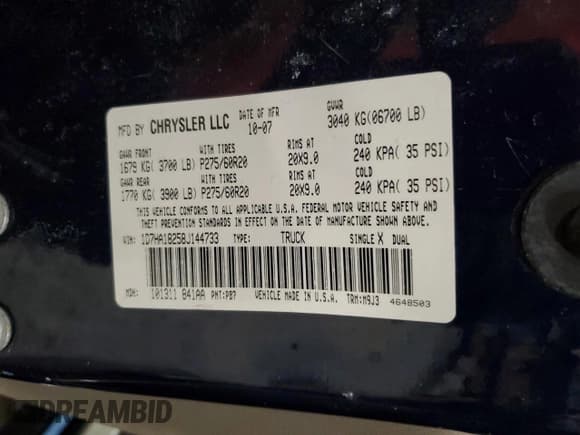 MFD BY CHRYSLER LLC DATE OF MFR 10-07 GVWR 3040 KG(06700 LB)
GAWR FRONT WITH TIRES RIMS AT COLD
1679 KG( 3700 LB) P275/60R20 20X9.0 240 KPA( 35 PSI)
GAWR REAR WITH TIRES RIMS AT COLD
1770 KG( 3900 LB) P275/60R20 20X9.0 240 KPA( 35 PSI)
THIS VEHICLE CONFORMS TO ALL APPLICABLE U.S.A. FEDERAL MOTOR VEHICLE SAFETY AND
THEFT PREVENTION STANDARDS IN EFFECT ON THE DATE OF MANUFACTURE SHOWN ABOVE.
VIN: 1D7HA18258J144733 TYPE: TRUCK SINGLE X DUAL
MDH: 101311 841AA PNT:PB7 VEHICLE MADE IN U.S.A. TRM:M9J3 4648503
DREAMBID